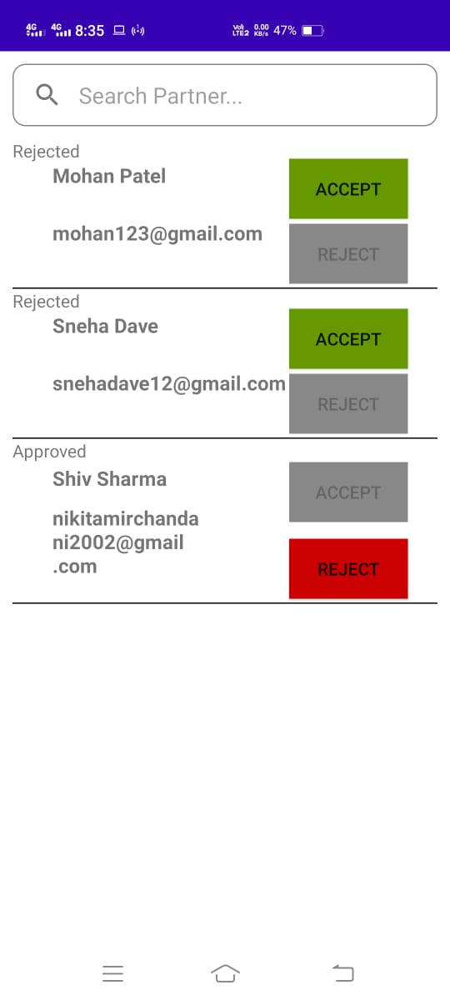 4G 4G 8:35 Volt LTE2 0.00 KB/s 47%
Search Partner...
Rejected
Mohan Patel
ACCEPT
mohan123@gmail.com
REJECT
Rejected
Sneha Dave
ACCEPT
snehadave12@gmail.com
REJECT
Approved
Shiv Sharma
ACCEPT
nikitamirchanda
ni2002@gmail
.com
REJECT